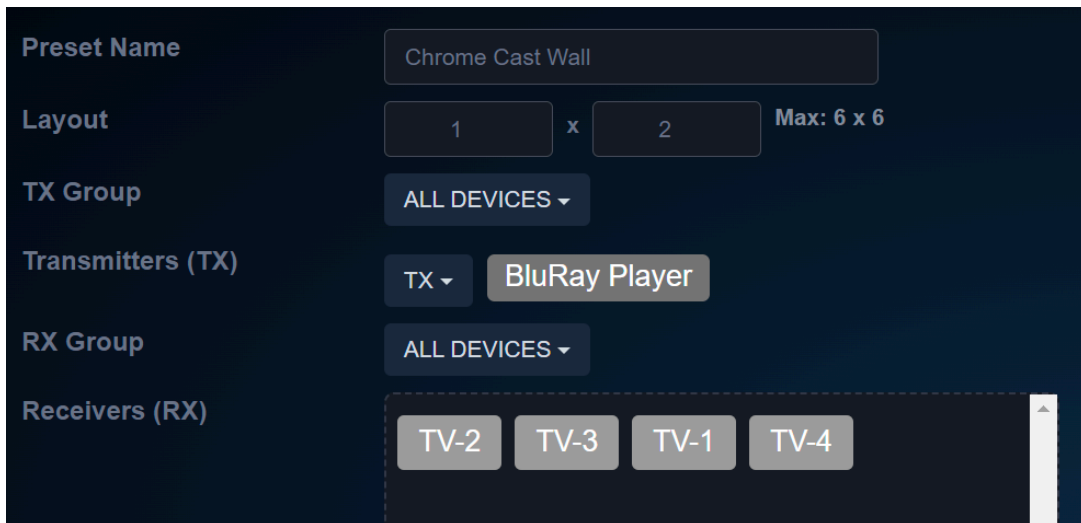 Preset Name
Chrome Cast Wall
Layout
1 x 2 Max: 6 x 6
TX Group
ALL DEVICES
Transmitters (TX)
TX BluRay Player
RX Group
ALL DEVICES
Receivers (RX)
TV-2 TV-3 TV-1 TV-4